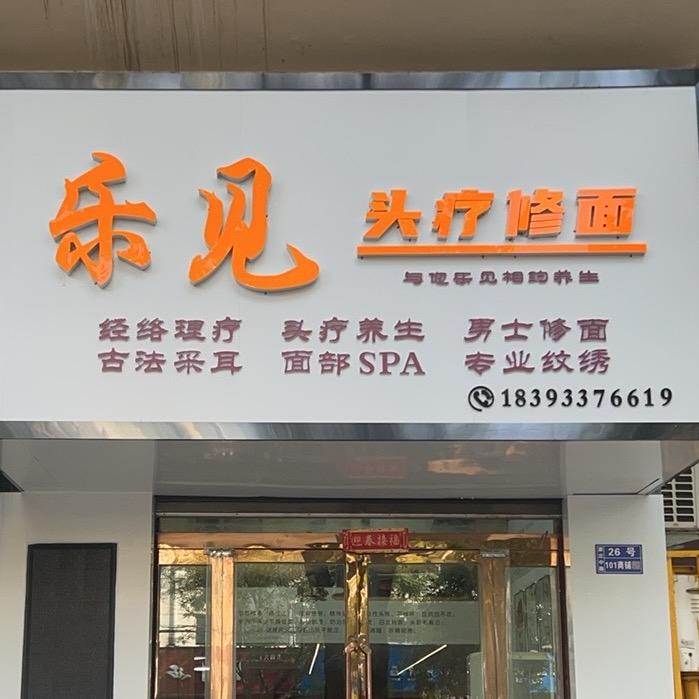 乐见
头疗修面
与您乐见相约养生
经络理疗 头疗养生 男士修面
古法采耳 面部SPA 专业纹绣
18393376619
迎春接福
26号
101商铺